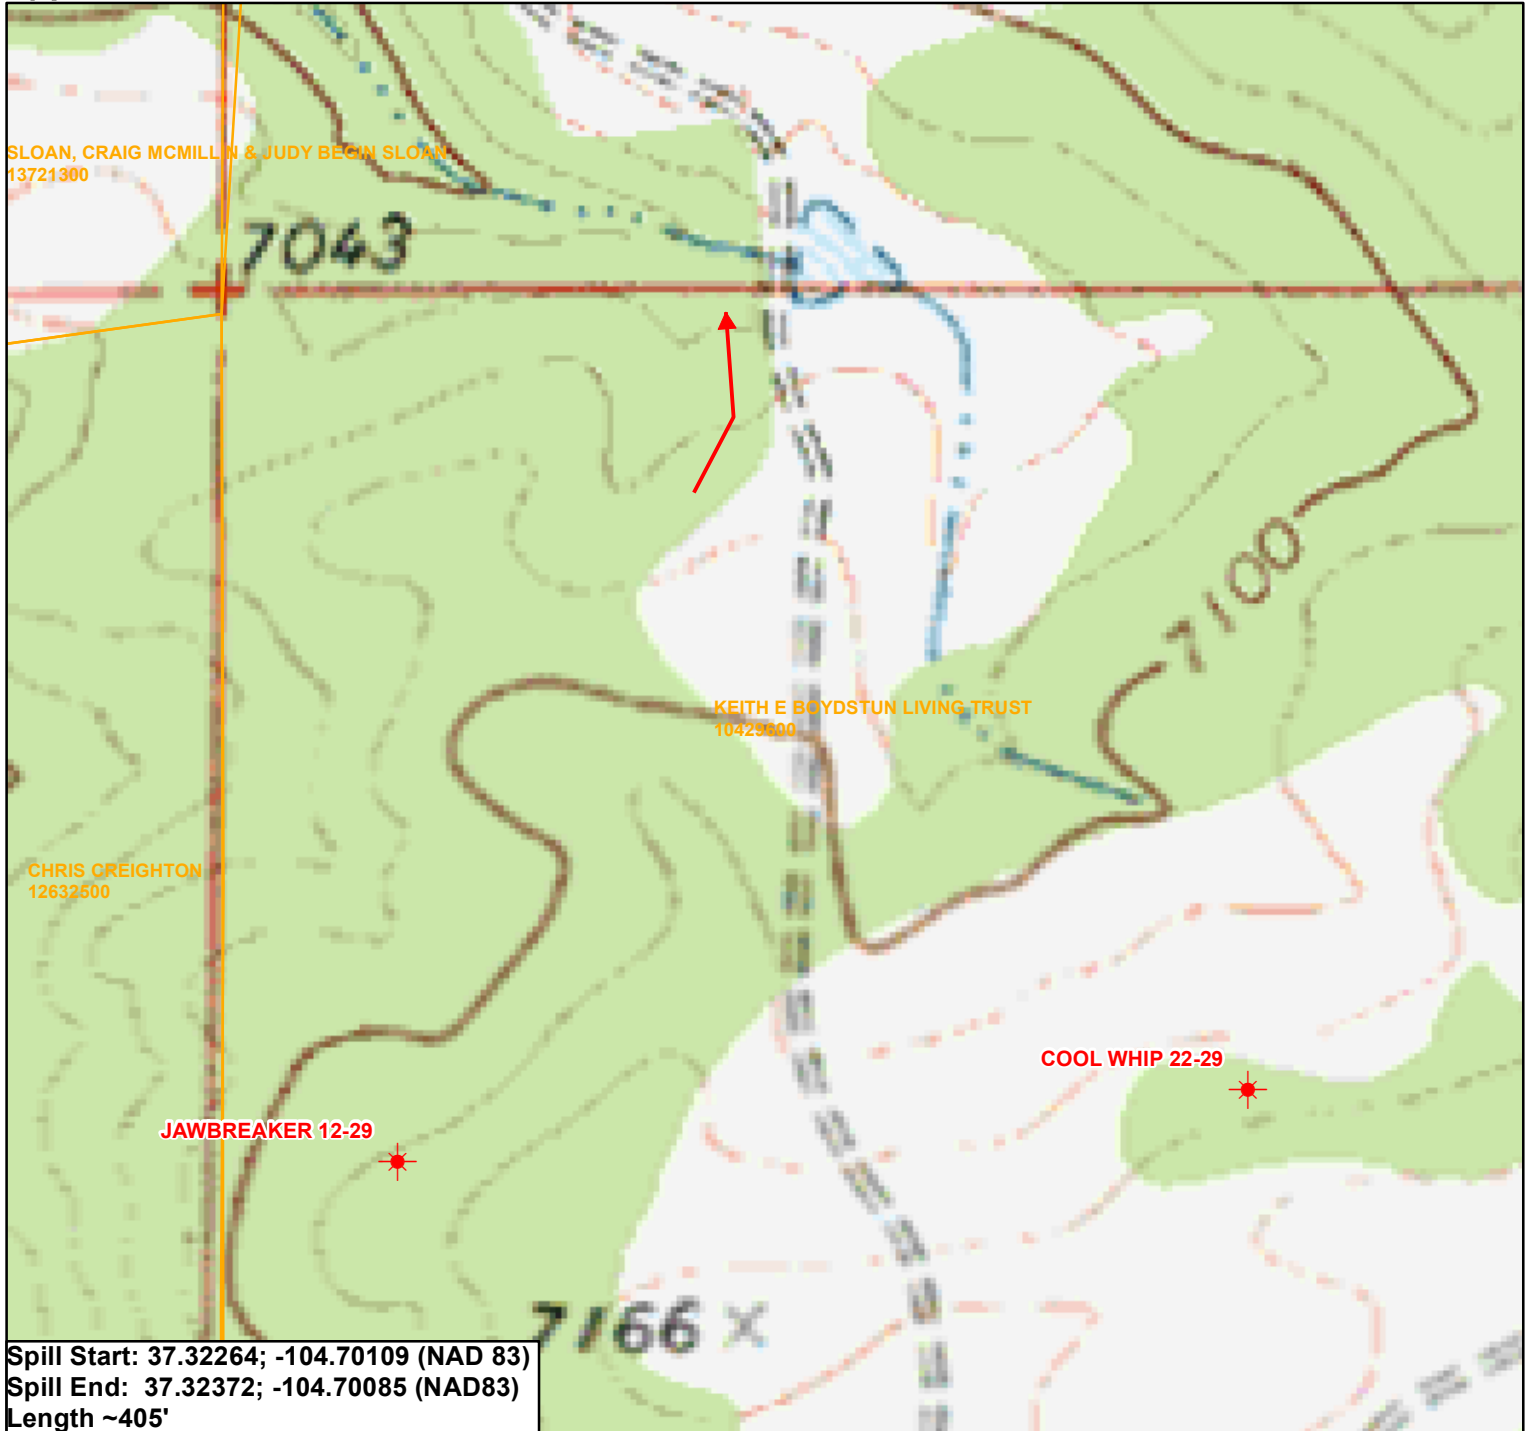 SLOAN, CRAIG MCMILLIN & JUDY BEGIN SLOAN
13721300
7043
7100
KEITH E BOYDSTUN LIVING TRUST
10429600
CHRIS CREIGHTON
12632500
COOL WHIP 22-29
JAWBREAKER 12-29
7166
Spill Start: 37.32264; -104.70109 (NAD 83)
Spill End: 37.32372; -104.70085 (NAD83)
Length ~405'